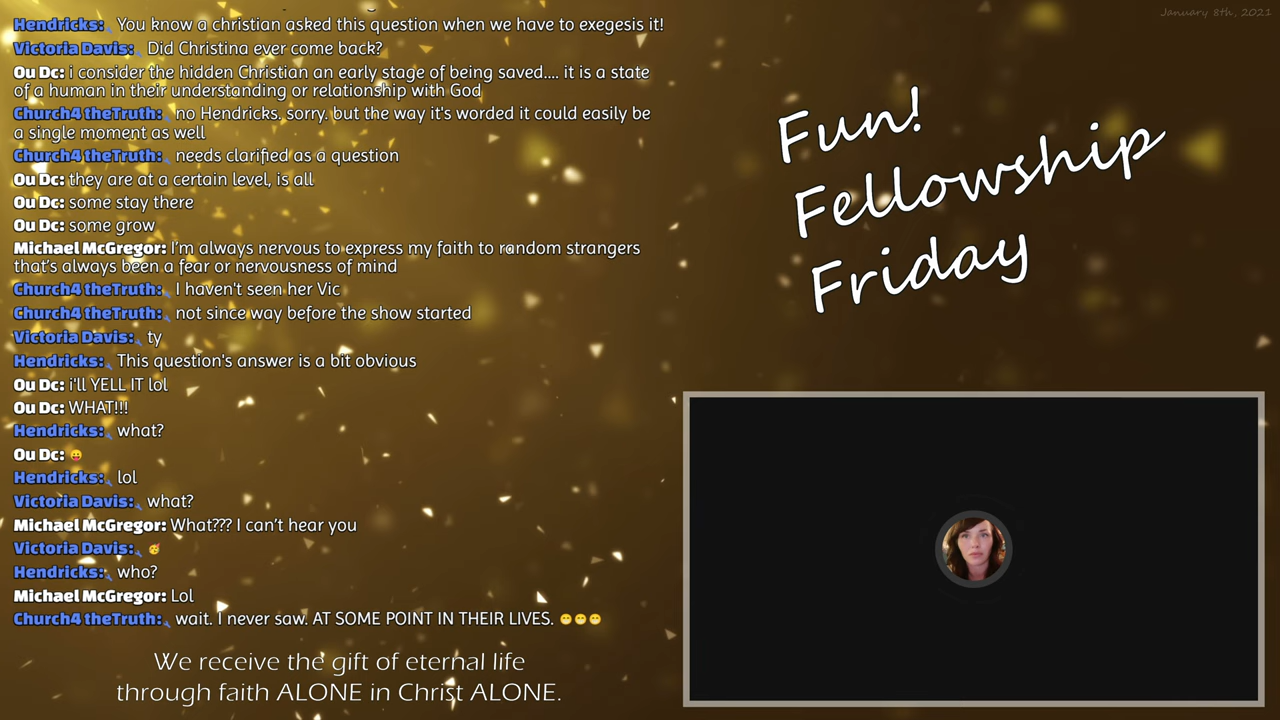 Hendricks: You know a christian asked this question when we have to exegesis it!
Victoria Davis: Did Christina ever come back?
Ou Dc: i consider the hidden Christian an early stage of being saved.... it is a state
of a human in their understanding or relationship with God
Church4 theTruth: no Hendricks. sorry. but the way it's worded it could easily be
a single moment as well
Church4 theTruth: needs clarified as a question
Ou Dc: they are at a certain level, is all
Ou Dc: some stay there
Ou Dc: some grow
Michael McGregor: I'm always nervous to express my faith to random strangers
that's always been a fear or nervousness of mind
Church4 theTruth: I haven't seen her Vic
Church4 theTruth: not since way before the show started
Victoria Davis: ty
Hendricks: This question's answer is a bit obvious
Ou Dc: i'll YELL IT lol
Ou Dc: WHAT!!!
Hendricks: what?
Ou Dc: 😛
Hendricks: lol
Victoria Davis: what?
Michael McGregor: What??? I can't hear you
Victoria Davis: 🥳
Hendricks: who?
Michael McGregor: Lol
Church4 theTruth: wait. I never saw. AT SOME POINT IN THEIR LIVES. 😁😁😁
We receive the gift of eternal life
through faith ALONE in Christ ALONE.
January 8th, 2021
Fun!
Fellowship
Friday